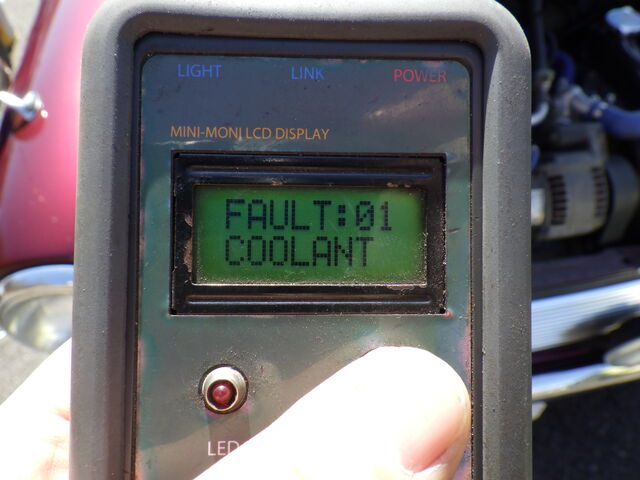 LIGHT LINK POWER
MINI-MONI LCD DISPLAY
FAULT:01
COOLANT
LED